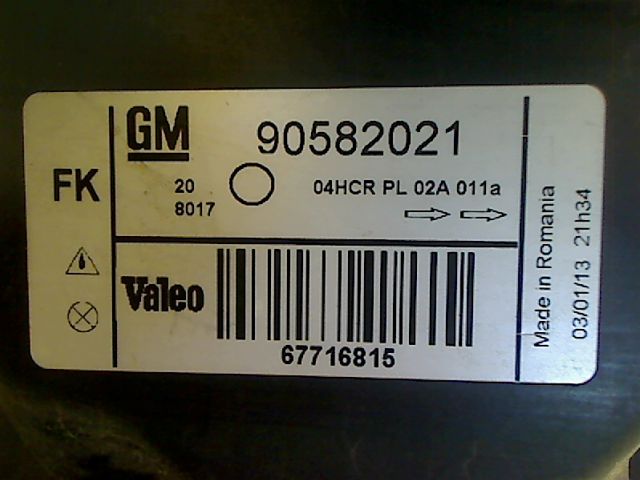 GM
90582021
FK
20
8017
04HCR PL 02A 011a
Valeo
67716815
Made in Romania
03/01/13 21h34